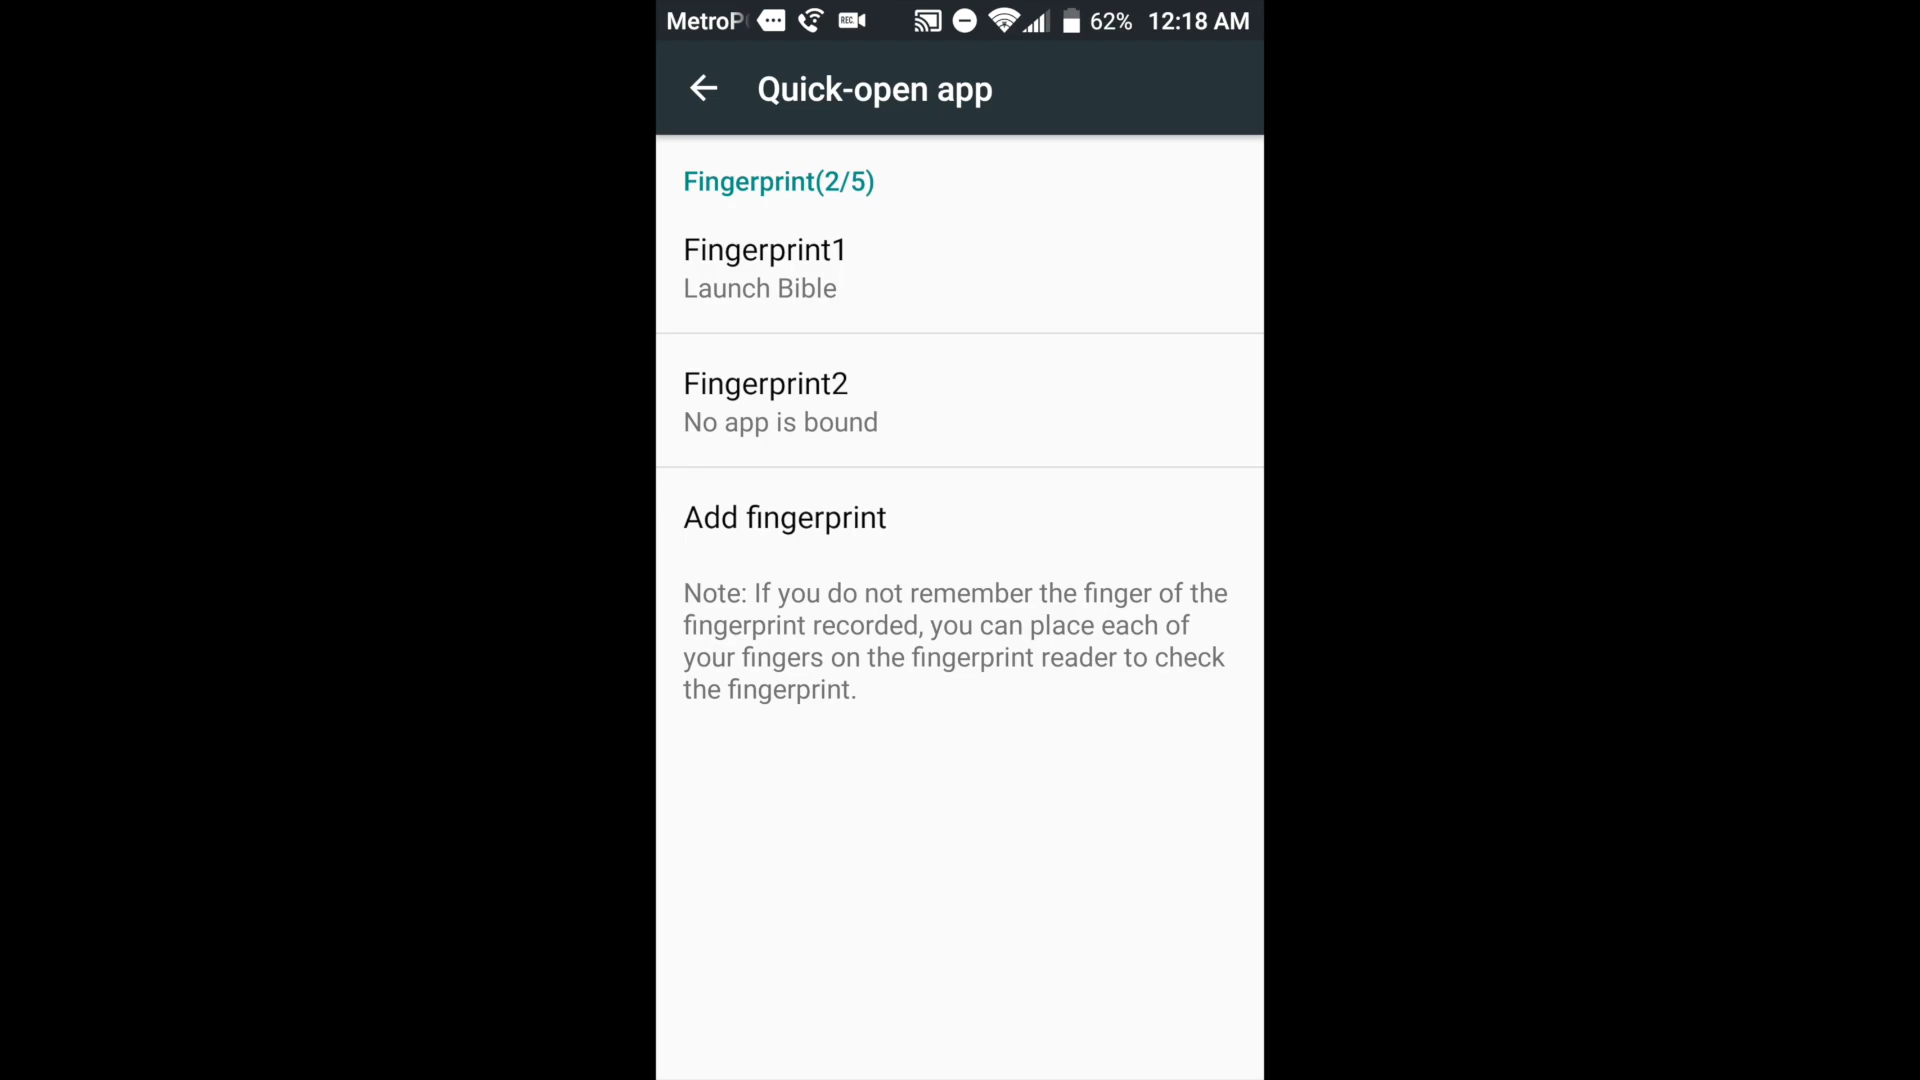 MetroP REC 62% 12:18 AM
Quick-open app
Fingerprint(2/5)
Fingerprint1
Launch Bible
Fingerprint2
No app is bound
Add fingerprint
Note: If you do not remember the finger of the
fingerprint recorded, you can place each of
your fingers on the fingerprint reader to check
the fingerprint.